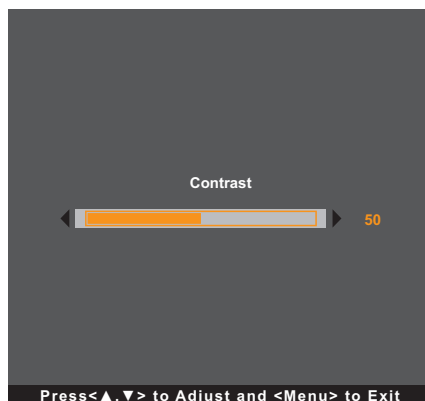 Contrast
50
Press<▲,▼> to Adjust and <Menu> to Exit